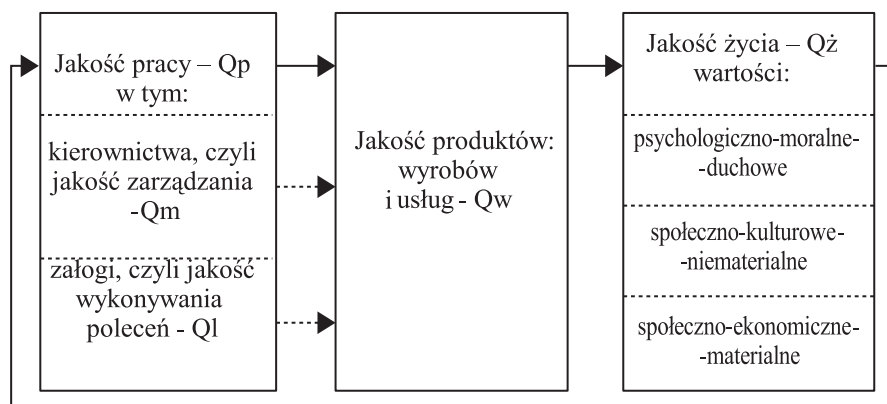 Jakość pracy – Qp
w tym:
kierownictwa, czyli
jakość zarządzania
-Qm
załogi, czyli jakość
wykonywania
poleceń - Ql
Jakość produktów:
wyrobów
i usług - Qw
Jakość życia – Qż
wartości:
psychologiczno-moralne-
-duchowe
społeczno-kulturowe-
-niematerialne
społeczno-ekonomiczne-
-materialne